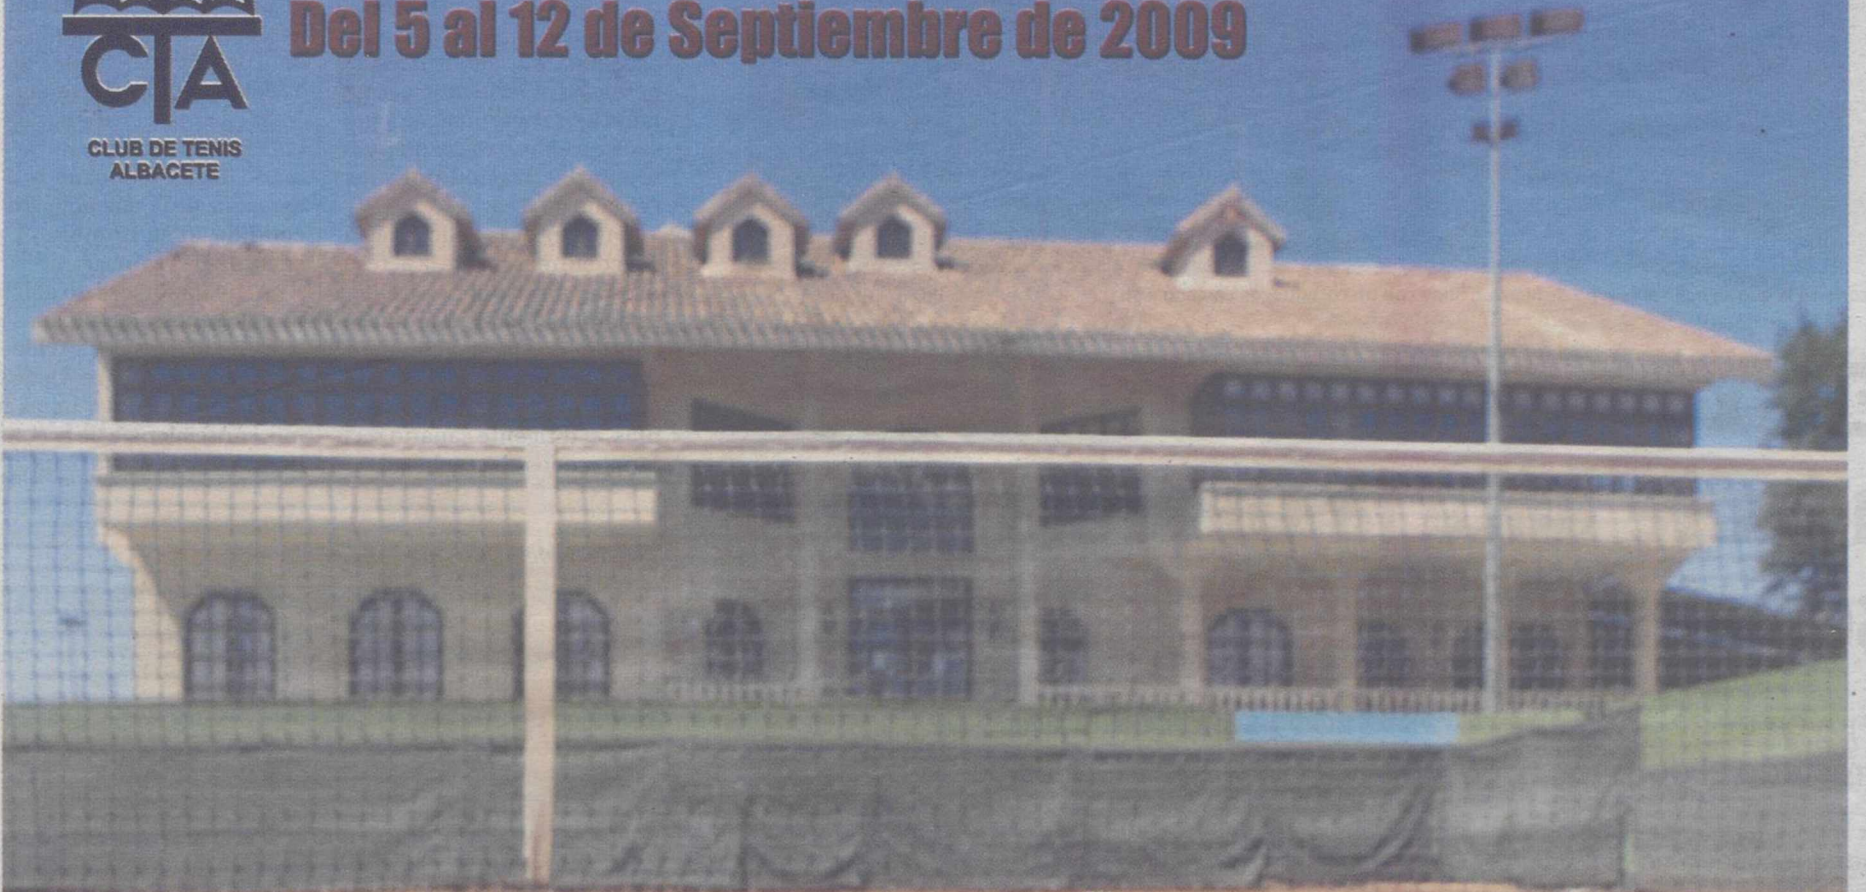 Del 5 al 12 de Septiembre de 2009
CTA
CLUB DE TENIS
ALBACETE